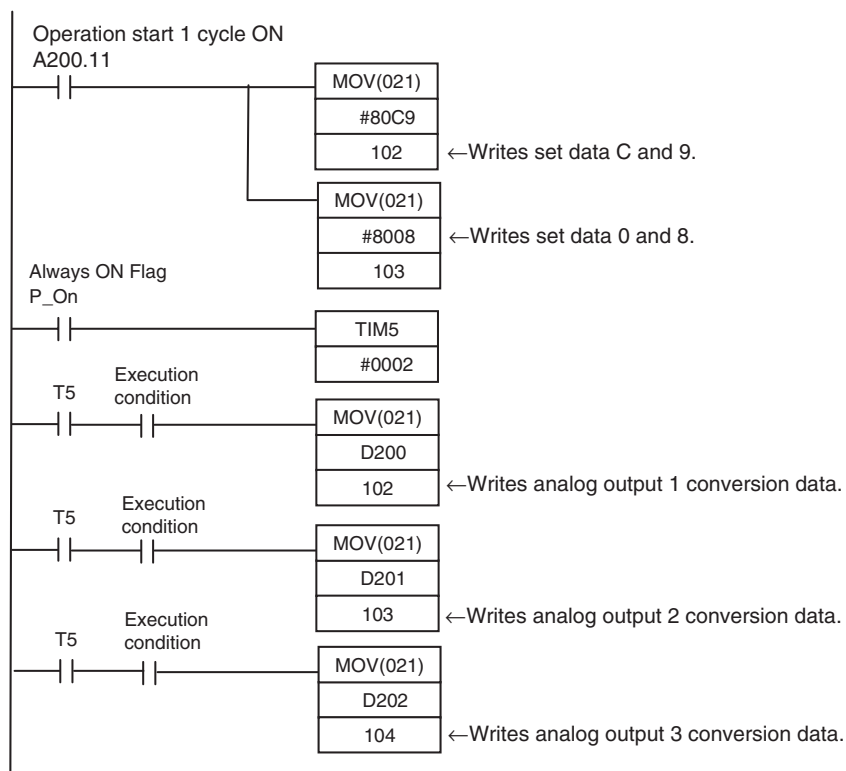 Operation start 1 cycle ON
A200.11
MOV(021)
#80C9
102 ←Writes set data C and 9.
MOV(021)
#8008 ←Writes set data 0 and 8.
103
Always ON Flag
P_On
TIM5
#0002
T5 Execution
condition
MOV(021)
D200
102 ←Writes analog output 1 conversion data.
T5 Execution
condition
MOV(021)
D201
103 ←Writes analog output 2 conversion data.
T5 Execution
condition
MOV(021)
D202
104 ←Writes analog output 3 conversion data.